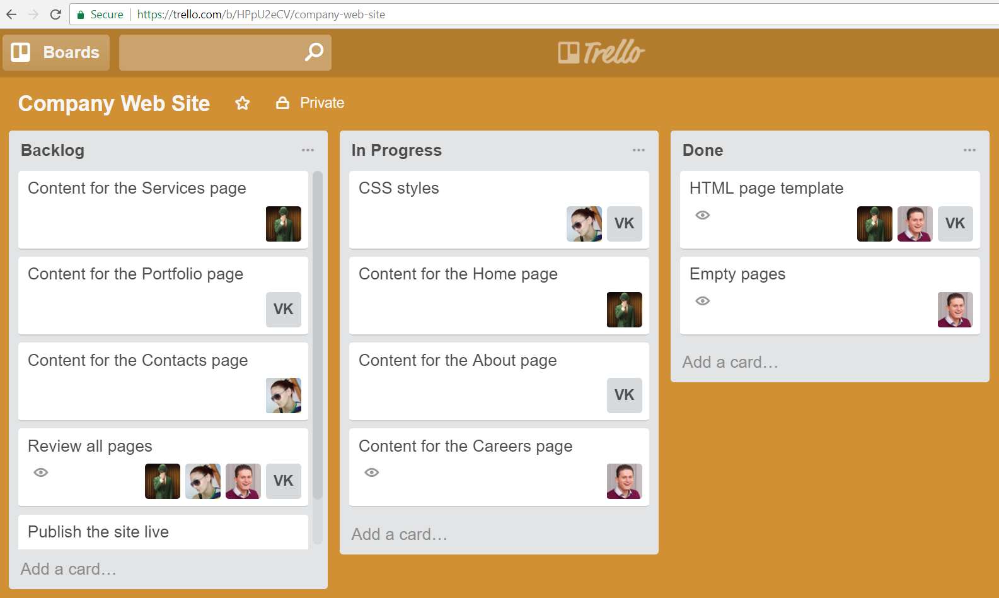 Secure https://trello.com/b/HPpU2eCV/company-web-site
Boards
Trello
Company Web Site
Private
Backlog
Content for the Services page
Content for the Portfolio page
VK
Content for the Contacts page
Review all pages
VK
Publish the site live
Add a card…
In Progress
CSS styles
VK
Content for the Home page
Content for the About page
VK
Content for the Careers page
Add a card…
Done
HTML page template
VK
Empty pages
Add a card…